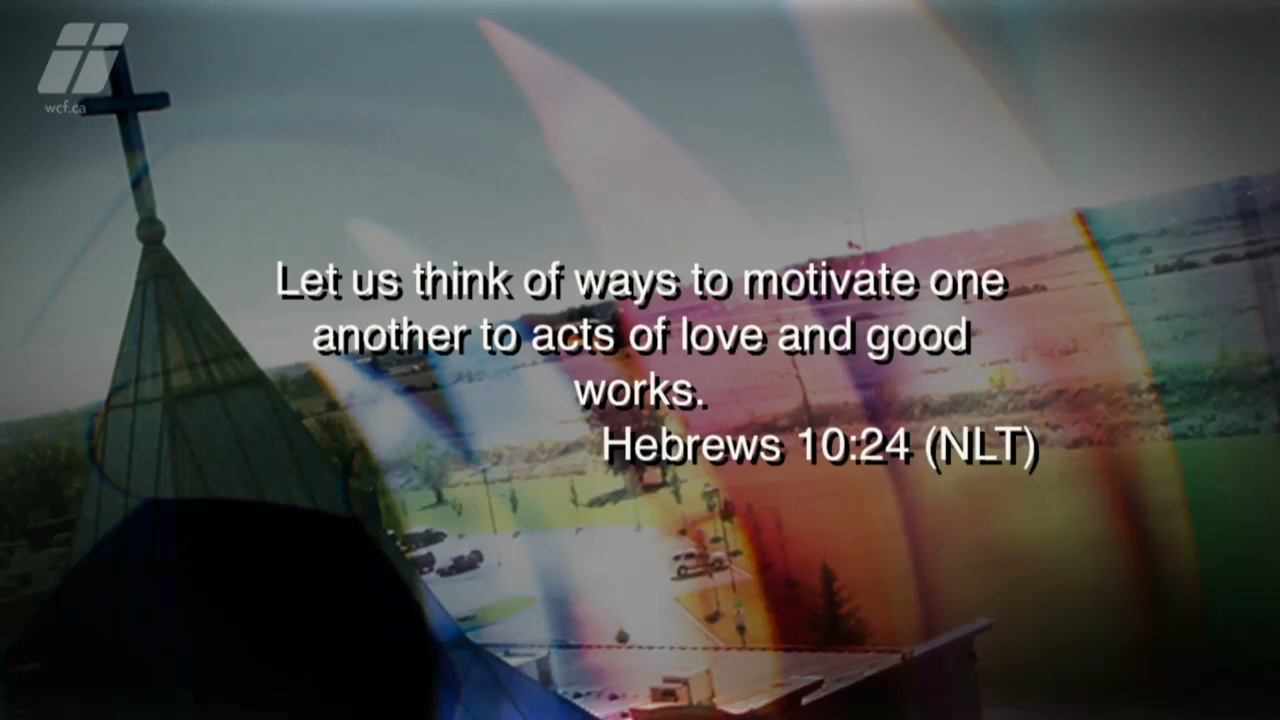 wcf.ca
Let us think of ways to motivate one
another to acts of love and good
works.
Hebrews 10:24 (NLT)